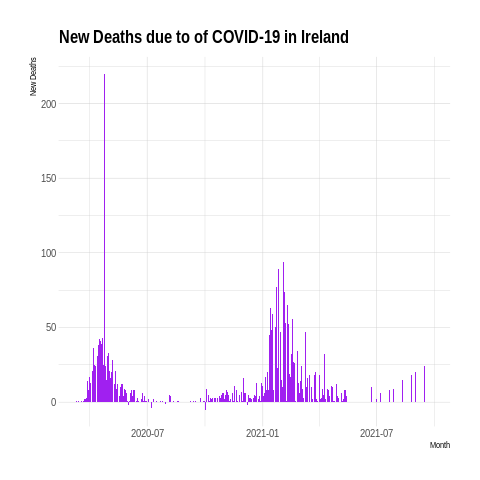 New Deaths due to of COVID-19 in Ireland
New Deaths
200
150
100
50
0
2020-07
2021-01
2021-07
Month